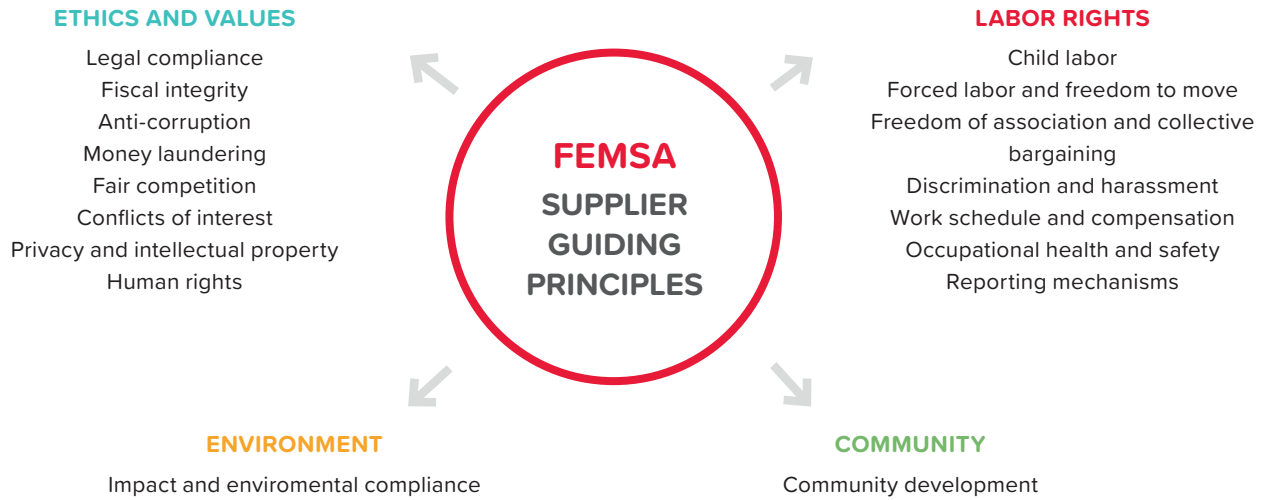 ETHICS AND VALUES
Legal compliance
Fiscal integrity
Anti-corruption
Money laundering
Fair competition
Conflicts of interest
Privacy and intellectual property
Human rights
LABOR RIGHTS
Child labor
Forced labor and freedom to move
Freedom of association and collective
bargaining
Discrimination and harassment
Work schedule and compensation
Occupational health and safety
Reporting mechanisms
FEMSA
SUPPLIER
GUIDING
PRINCIPLES
ENVIRONMENT
Impact and enviromental compliance
COMMUNITY
Community development